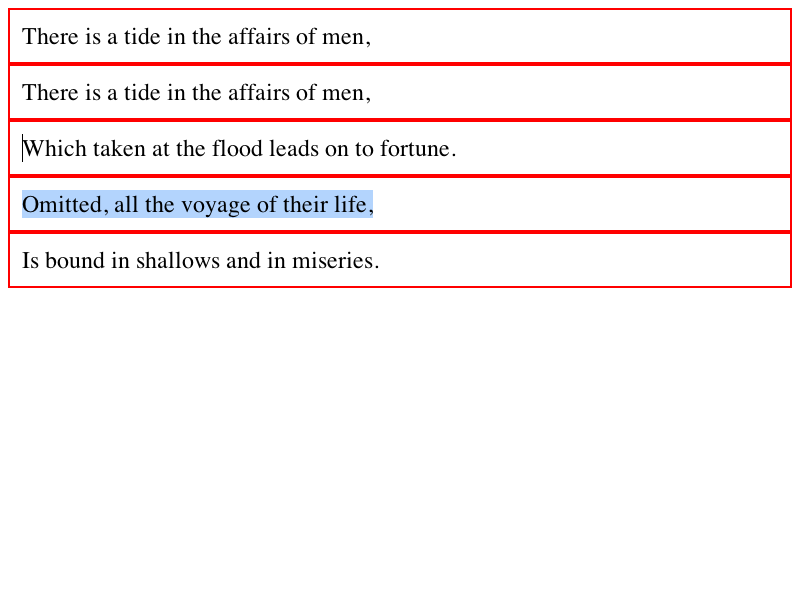 There is a tide in the affairs of men,
There is a tide in the affairs of men,
Which taken at the flood leads on to fortune.
Omitted, all the voyage of their life,
Is bound in shallows and in miseries.